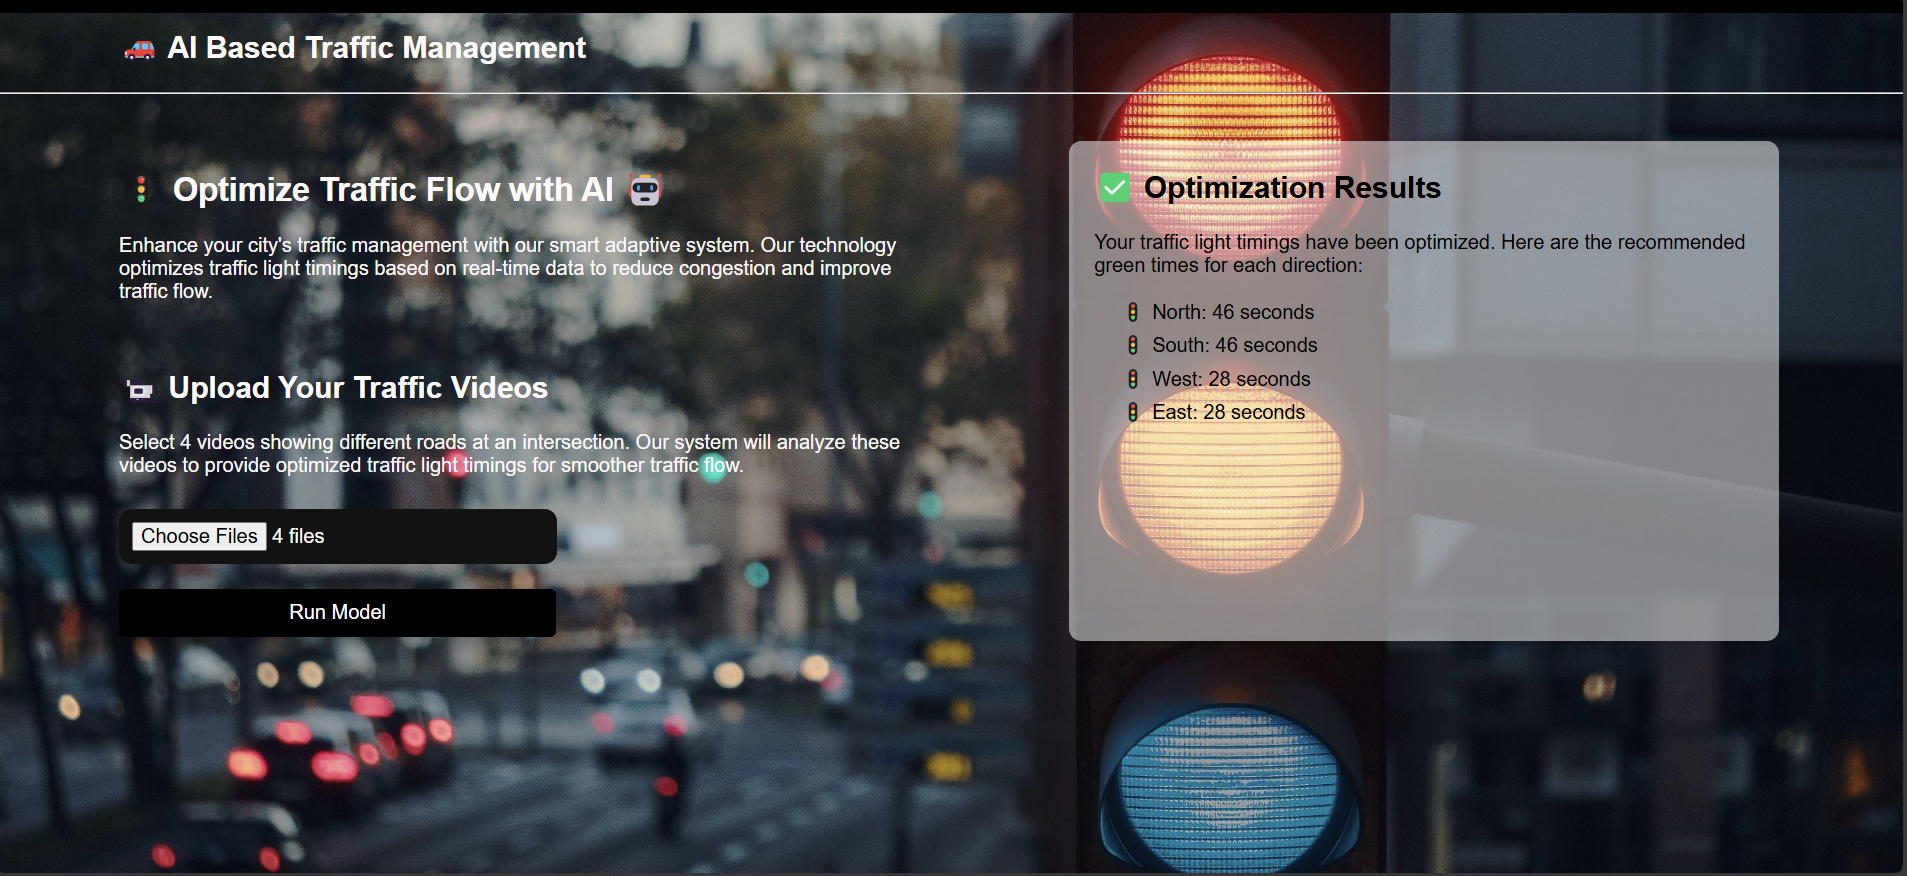 AI Based Traffic Management
Optimize Traffic Flow with AI
Enhance your city's traffic management with our smart adaptive system. Our technology
optimizes traffic light timings based on real-time data to reduce congestion and improve
traffic flow.
Upload Your Traffic Videos
Select 4 videos showing different roads at an intersection. Our system will analyze these
videos to provide optimized traffic light timings for smoother traffic flow.
Choose Files 4 files
Run Model
Optimization Results
Your traffic light timings have been optimized. Here are the recommended
green times for each direction:
North: 46 seconds
South: 46 seconds
West: 28 seconds
East: 28 seconds